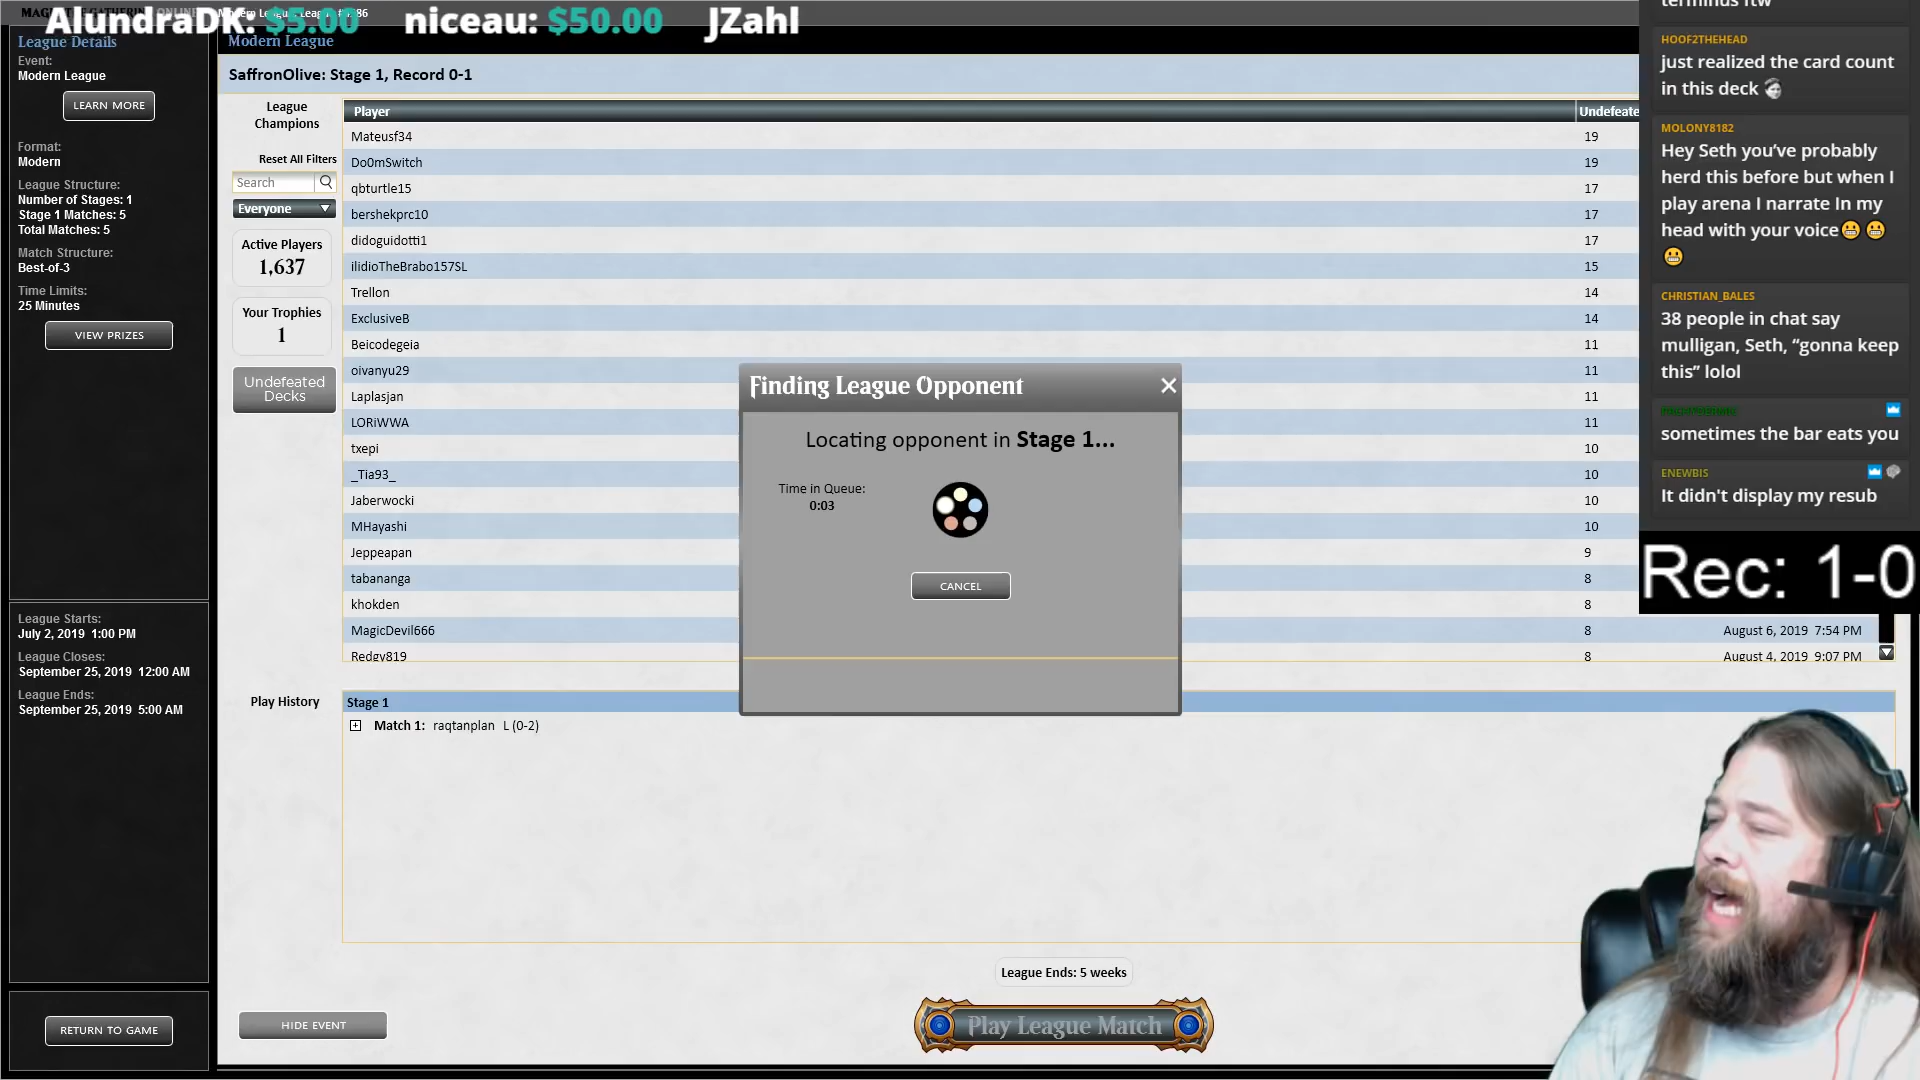 AlundraDK: $5.00 niceau: $50.00 JZahl
League Details
Event:
Modern League
LEARN MORE
Format:
Modern
League Structure:
Number of Stages: 1
Stage 1 Matches: 5
Total Matches: 5
Match Structure:
Best-of-3
Time Limits:
25 Minutes
VIEW PRIZES
League Starts:
July 2, 2019 1:00 PM
League Closes:
September 25, 2019 12:00 AM
League Ends:
September 25, 2019 5:00 AM
RETURN TO GAME
Modern League
SaffronOlive: Stage 1, Record 0-1
League
Champions
Reset All Filters
Search
Everyone
Active Players
1,637
Your Trophies
1
Undefeated
Decks
Player Undefeate
Mateusf34 19
Do0mSwitch 19
qbturtle15 17
bershekprc10 17
didoguidotti1 17
ilidioTheBrabo157SL 15
Trellon 14
ExclusiveB 14
Beicodegeia 11
oivanyu29 11
Laplasjan 11
LORiWWA 11
txepi 10
_Tia93_ 10
Jaberwocki 10
MHayashi 10
Jeppeapan 9
tabananga 8
khokden 8
MagicDevil666 8 August 6, 2019 7:54 PM
Redgy819 8 August 4, 2019 9:07 PM
Finding League Opponent
Locating opponent in Stage 1...
Time in Queue:
0:03
CANCEL
Play History
Stage 1
Match 1: raqtanplan L (0-2)
League Ends: 5 weeks
HIDE EVENT
Play League Match
terminus ftw
HOOF2THEHEAD
just realized the card count
in this deck
MOLONY8182
Hey Seth you’ve probably
herd this before but when I
play arena I narrate In my
head with your voice😬 😬
😬
CHRISTIAN_BALES
38 people in chat say
mulligan, Seth, “gonna keep
this” lolol
sometimes the bar eats you
ENEWBIS
It didn't display my resub
Rec: 1-0